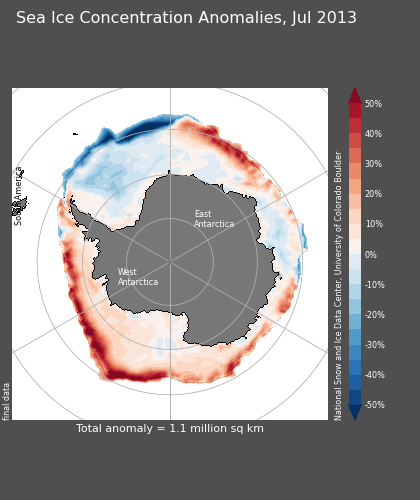 Sea Ice Concentration Anomalies, Jul 2013
South America
East
Antarctica
West
Antarctica
50%
40%
30%
20%
10%
0%
-10%
-20%
-30%
-40%
-50%
National Snow and Ice Data Center, University of Colorado Boulder
final data
Total anomaly = 1.1 million sq km